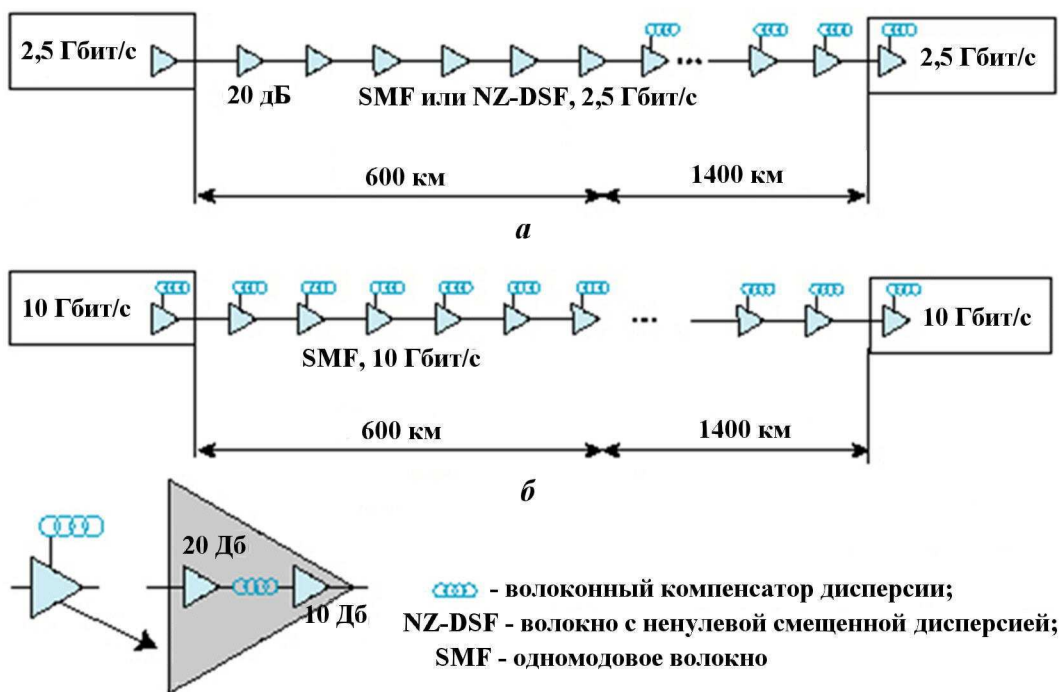 2,5 Гбит/с
20 дБ
SMF или NZ-DSF, 2,5 Гбит/с
2,5 Гбит/с
600 км
1400 км
а
10 Гбит/с
SMF, 10 Гбит/с
10 Гбит/с
600 км
1400 км
б
20 Дб
10 Дб
- волоконный компенсатор дисперсии;
NZ-DSF - волокно с ненулевой смещенной дисперсией;
SMF - одномодовое волокно